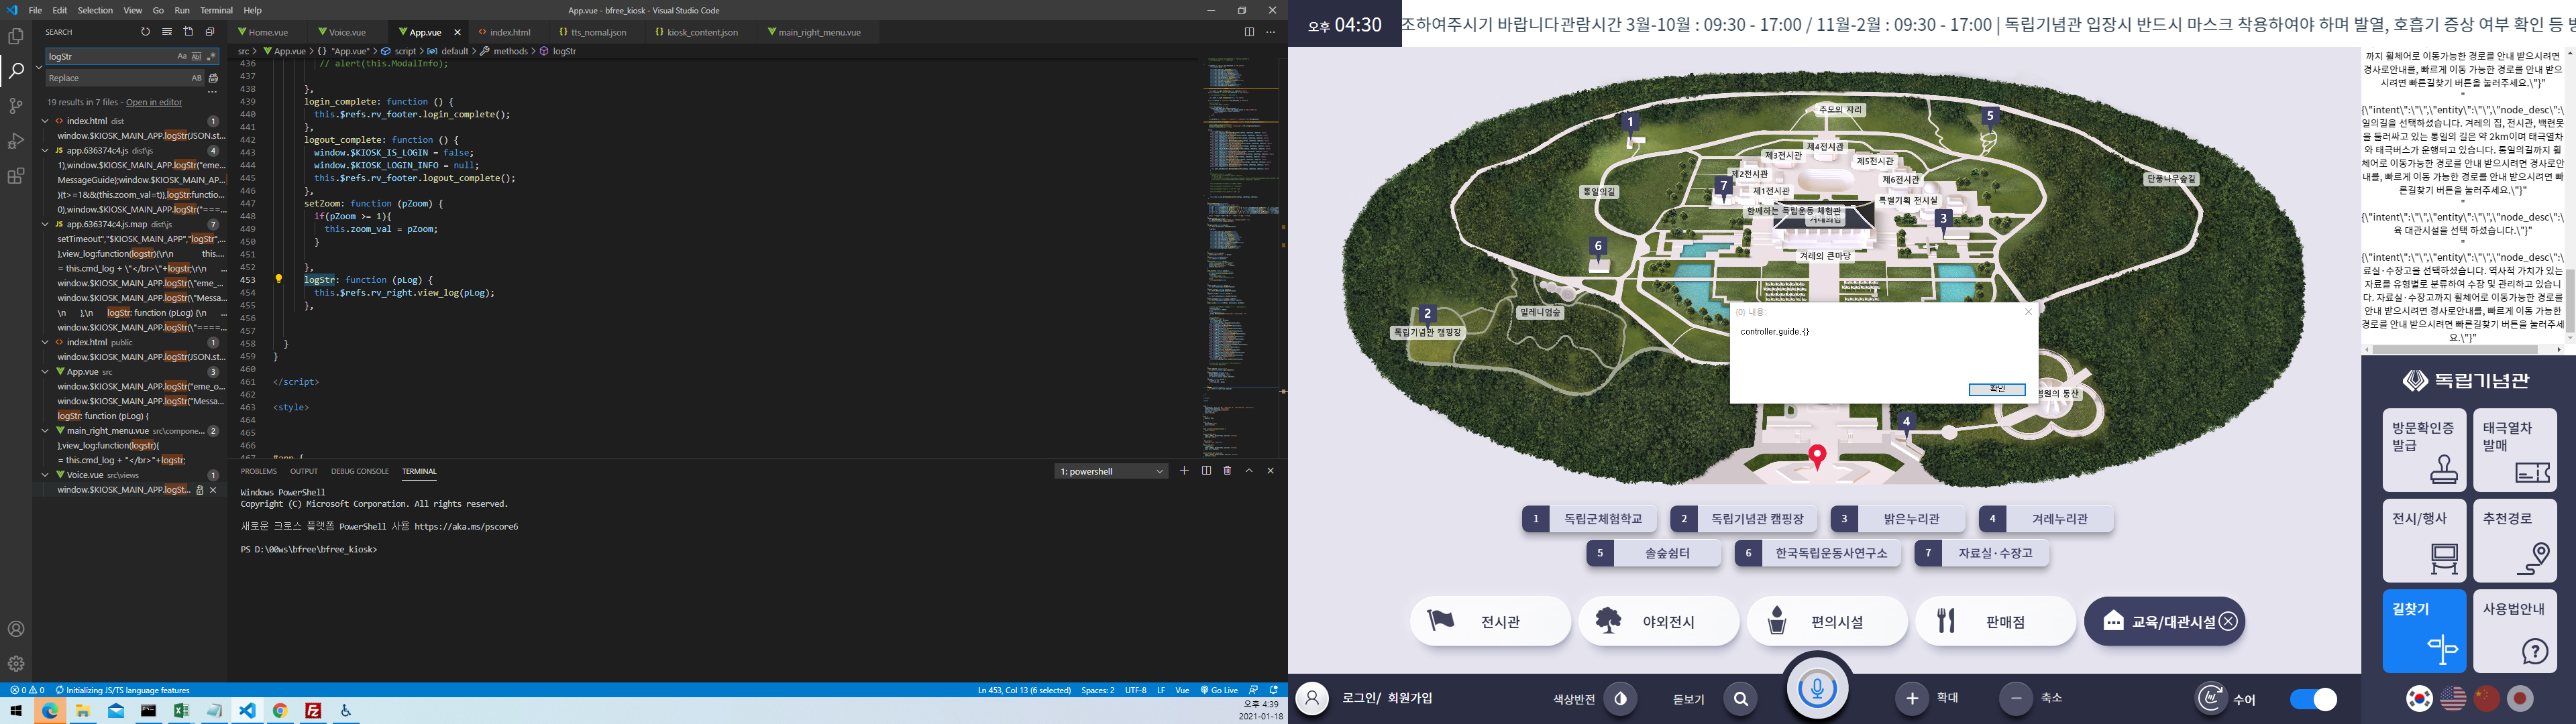 File Edit Selection View Go Run Terminal Help
App.vue - bfree_kiosk - Visual Studio Code
SEARCH
logStr
Replace
19 results in 7 files - Open in editor
index.html dist 1
window.$KIOSK_MAIN_APP.logStr(JSON.st...
app.636374c4.js dist\js 4
1),window.$KIOSK_MAIN_APP.logStr("eme...
MessageGuide);window.$KIOSK_MAIN_AP...
){t>=1&&(this.zoom_val=t)},logStr:functio...
0),window.$KIOSK_MAIN_APP.logStr("====...
app.636374c4.js.map dist\js 7
setTimeout","$KIOSK_MAIN_APP","logStr",...
},view_log:function(logstr){\r\n this....
= this.cmd_log + \"</br>\"+logstr;\r\n ...
window.$KIOSK_MAIN_APP.logStr(\"eme_o...
window.$KIOSK_MAIN_APP.logStr(\"Messa...
\n },\n logStr: function (pLog) {\n ...
window.$KIOSK_MAIN_APP.logStr(\"====...
index.html public 1
window.$KIOSK_MAIN_APP.logStr(JSON.st...
App.vue src 3
window.$KIOSK_MAIN_APP.logStr("eme_o...
window.$KIOSK_MAIN_APP.logStr("Messa...
logStr: function (pLog) {
main_right_menu.vue src\compone... 2
},view_log:function(logstr){
= this.cmd_log + "</br>"+logstr;
Voice.vue src\views 1
window.$KIOSK_MAIN_APP.logSt...
Home.vue Voice.vue App.vue index.html tts_nomal.json kiosk_content.json main_right_menu.vue
src > App.vue > {} "App.vue" > script > default > methods > logStr
436 // alert(this.ModalInfo);
437
438 },
439 login_complete: function () {
440 this.$refs.rv_footer.login_complete();
441 },
442 logout_complete: function () {
443 window.$KIOSK_IS_LOGIN = false;
444 window.$KIOSK_LOGIN_INFO = null;
445 this.$refs.rv_footer.logout_complete();
446 },
447 setZoom: function (pZoom) {
448 if(pZoom >= 1){
449 this.zoom_val = pZoom;
450 }
451
452 },
453 logStr: function (pLog) {
454 this.$refs.rv_right.view_log(pLog);
455 },
456
457
458 }
459 }
460
461 </script>
462
463 <style>
464
465
466
467 #app {
PROBLEMS OUTPUT DEBUG CONSOLE TERMINAL
1: powershell
Windows PowerShell
Copyright (C) Microsoft Corporation. All rights reserved.
새로운 크로스 플랫폼 PowerShell 사용 https://aka.ms/pscore6
PS D:\00ws\bfree\bfree_kiosk>
0 0 Initializing JS/TS language features
Ln 453, Col 13 (6 selected) Spaces: 2 UTF-8 LF Vue Go Live
오후 4:39
2021-01-18
오후 04:30
조하여주시기 바랍니다관람시간 3월-10월 : 09:30 - 17:00 / 11월-2월 : 09:30 - 17:00 | 독립기념관 입장시 반드시 마스크 착용하여야 하며 발열, 호흡기 증상 여부 확인 등
추모의 자리
1
5
제4전시관
제3전시관
제5전시관
제2전시관
제6전시관
7
제1전시관
통일의길
단풍나무숲길
특별기획 전시실
함께하는 독립운동 체험관
3
6
겨레의 큰마당
2
밀레니엄숲
독립기념관 캠핑장
4
(0) 내용:
controller,guide,{}
확인
1 독립군체험학교
2 독립기념관 캠핑장
3 밝은누리관
4 겨레누리관
5 솔숲쉼터
6 한국독립운동사연구소
7 자료실·수장고
전시관
야외전시
편의시설
판매점
교육/대관시설
로그인/ 회원가입
색상반전
돋보기
확대
축소
수어
까지 휠체어로 이동가능한 경로를 안내 받으시려면
경사로안내를, 빠르게 이동 가능한 경로를 안내 받으
시려면 빠른길찾기 버튼을 눌러주세요.\"}"
"
{\"intent\":\"\",\"entity\":\"\",\"node_desc\":\
일의길을 선택하셨습니다. 겨레의 집, 전시관, 백련못
을 둘러싸고 있는 통일의 길은 약 2km이며 태극열차
와 태극버스가 운행되고 있습니다. 통일의길까지 휠
체어로 이동가능한 경로를 안내 받으시려면 경사로안
내를, 빠르게 이동 가능한 경로를 안내 받으시려면 빠
른길찾기 버튼을 눌러주세요.\"}"
"
{\"intent\":\"\",\"entity\":\"\",\"node_desc\":\
육 대관시설을 선택 하셨습니다.\"}"
"
{\"intent\":\"\",\"entity\":\"\",\"node_desc\":\
료실·수장고을 선택하셨습니다. 역사적 가치가 있는
자료를 유형별로 분류하여 수장 및 관리하고 있습니
다. 자료실·수장고까지 휠체어로 이동가능한 경로를
안내 받으시려면 경사로안내를, 빠르게 이동 가능한
경로를 안내 받으시려면 빠른길찾기 버튼을 눌러주세
요.\"}"
독립기념관
방문확인증
발급
태극열차
발매
전시/행사
추천경로
길찾기
사용법안내